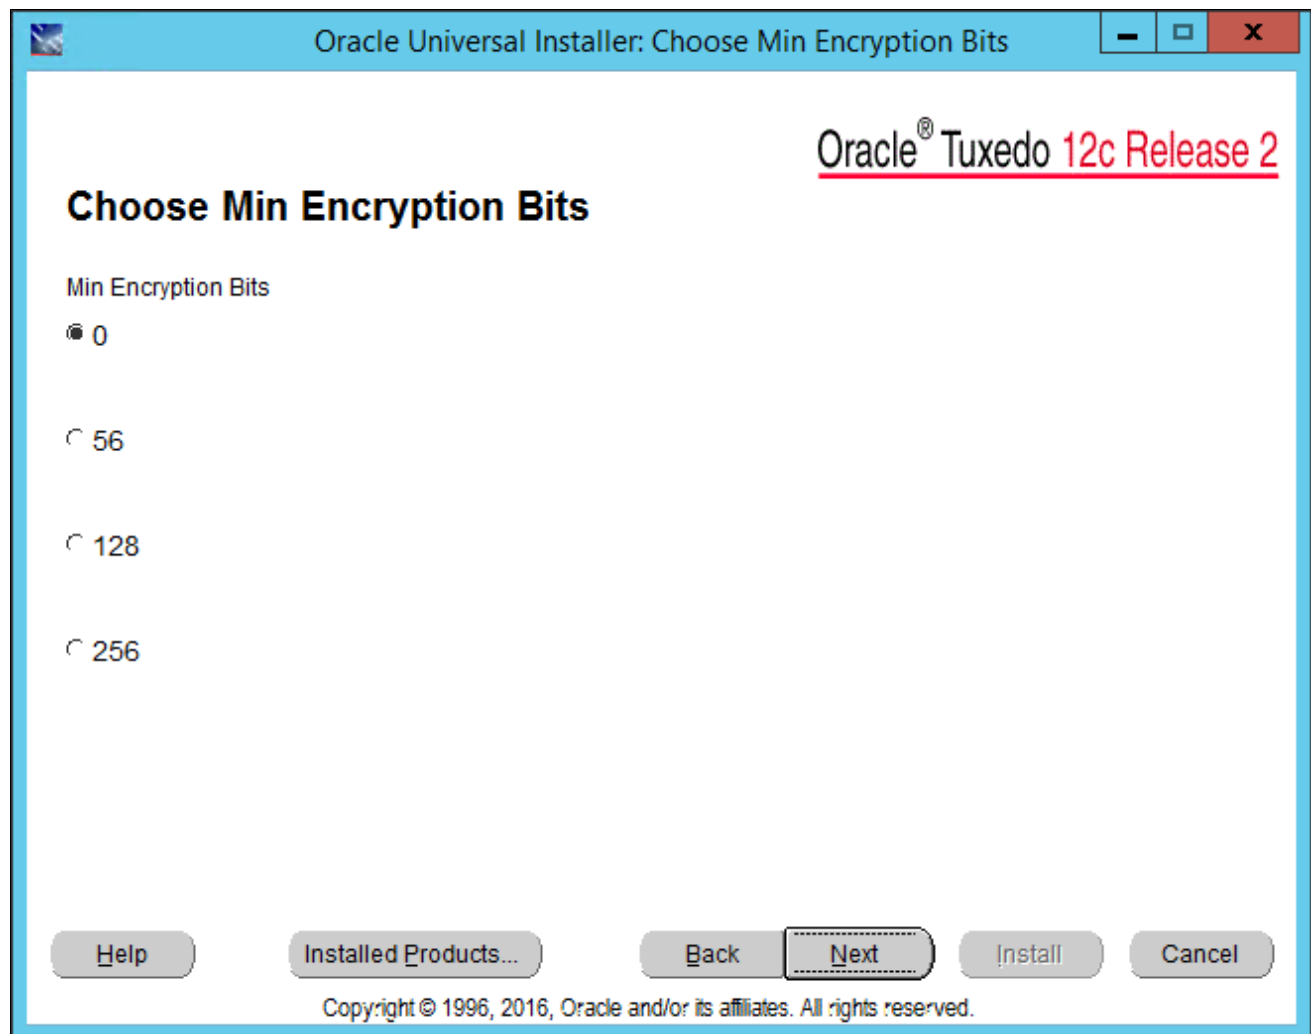 Oracle Universal Installer: Choose Min Encryption Bits
Oracle® Tuxedo 12c Release 2
Choose Min Encryption Bits
Min Encryption Bits
0
56
128
256
Help Installed Products... Back Next Install Cancel
Copyright © 1996, 2016, Oracle and/or its affiliates. All rights reserved.